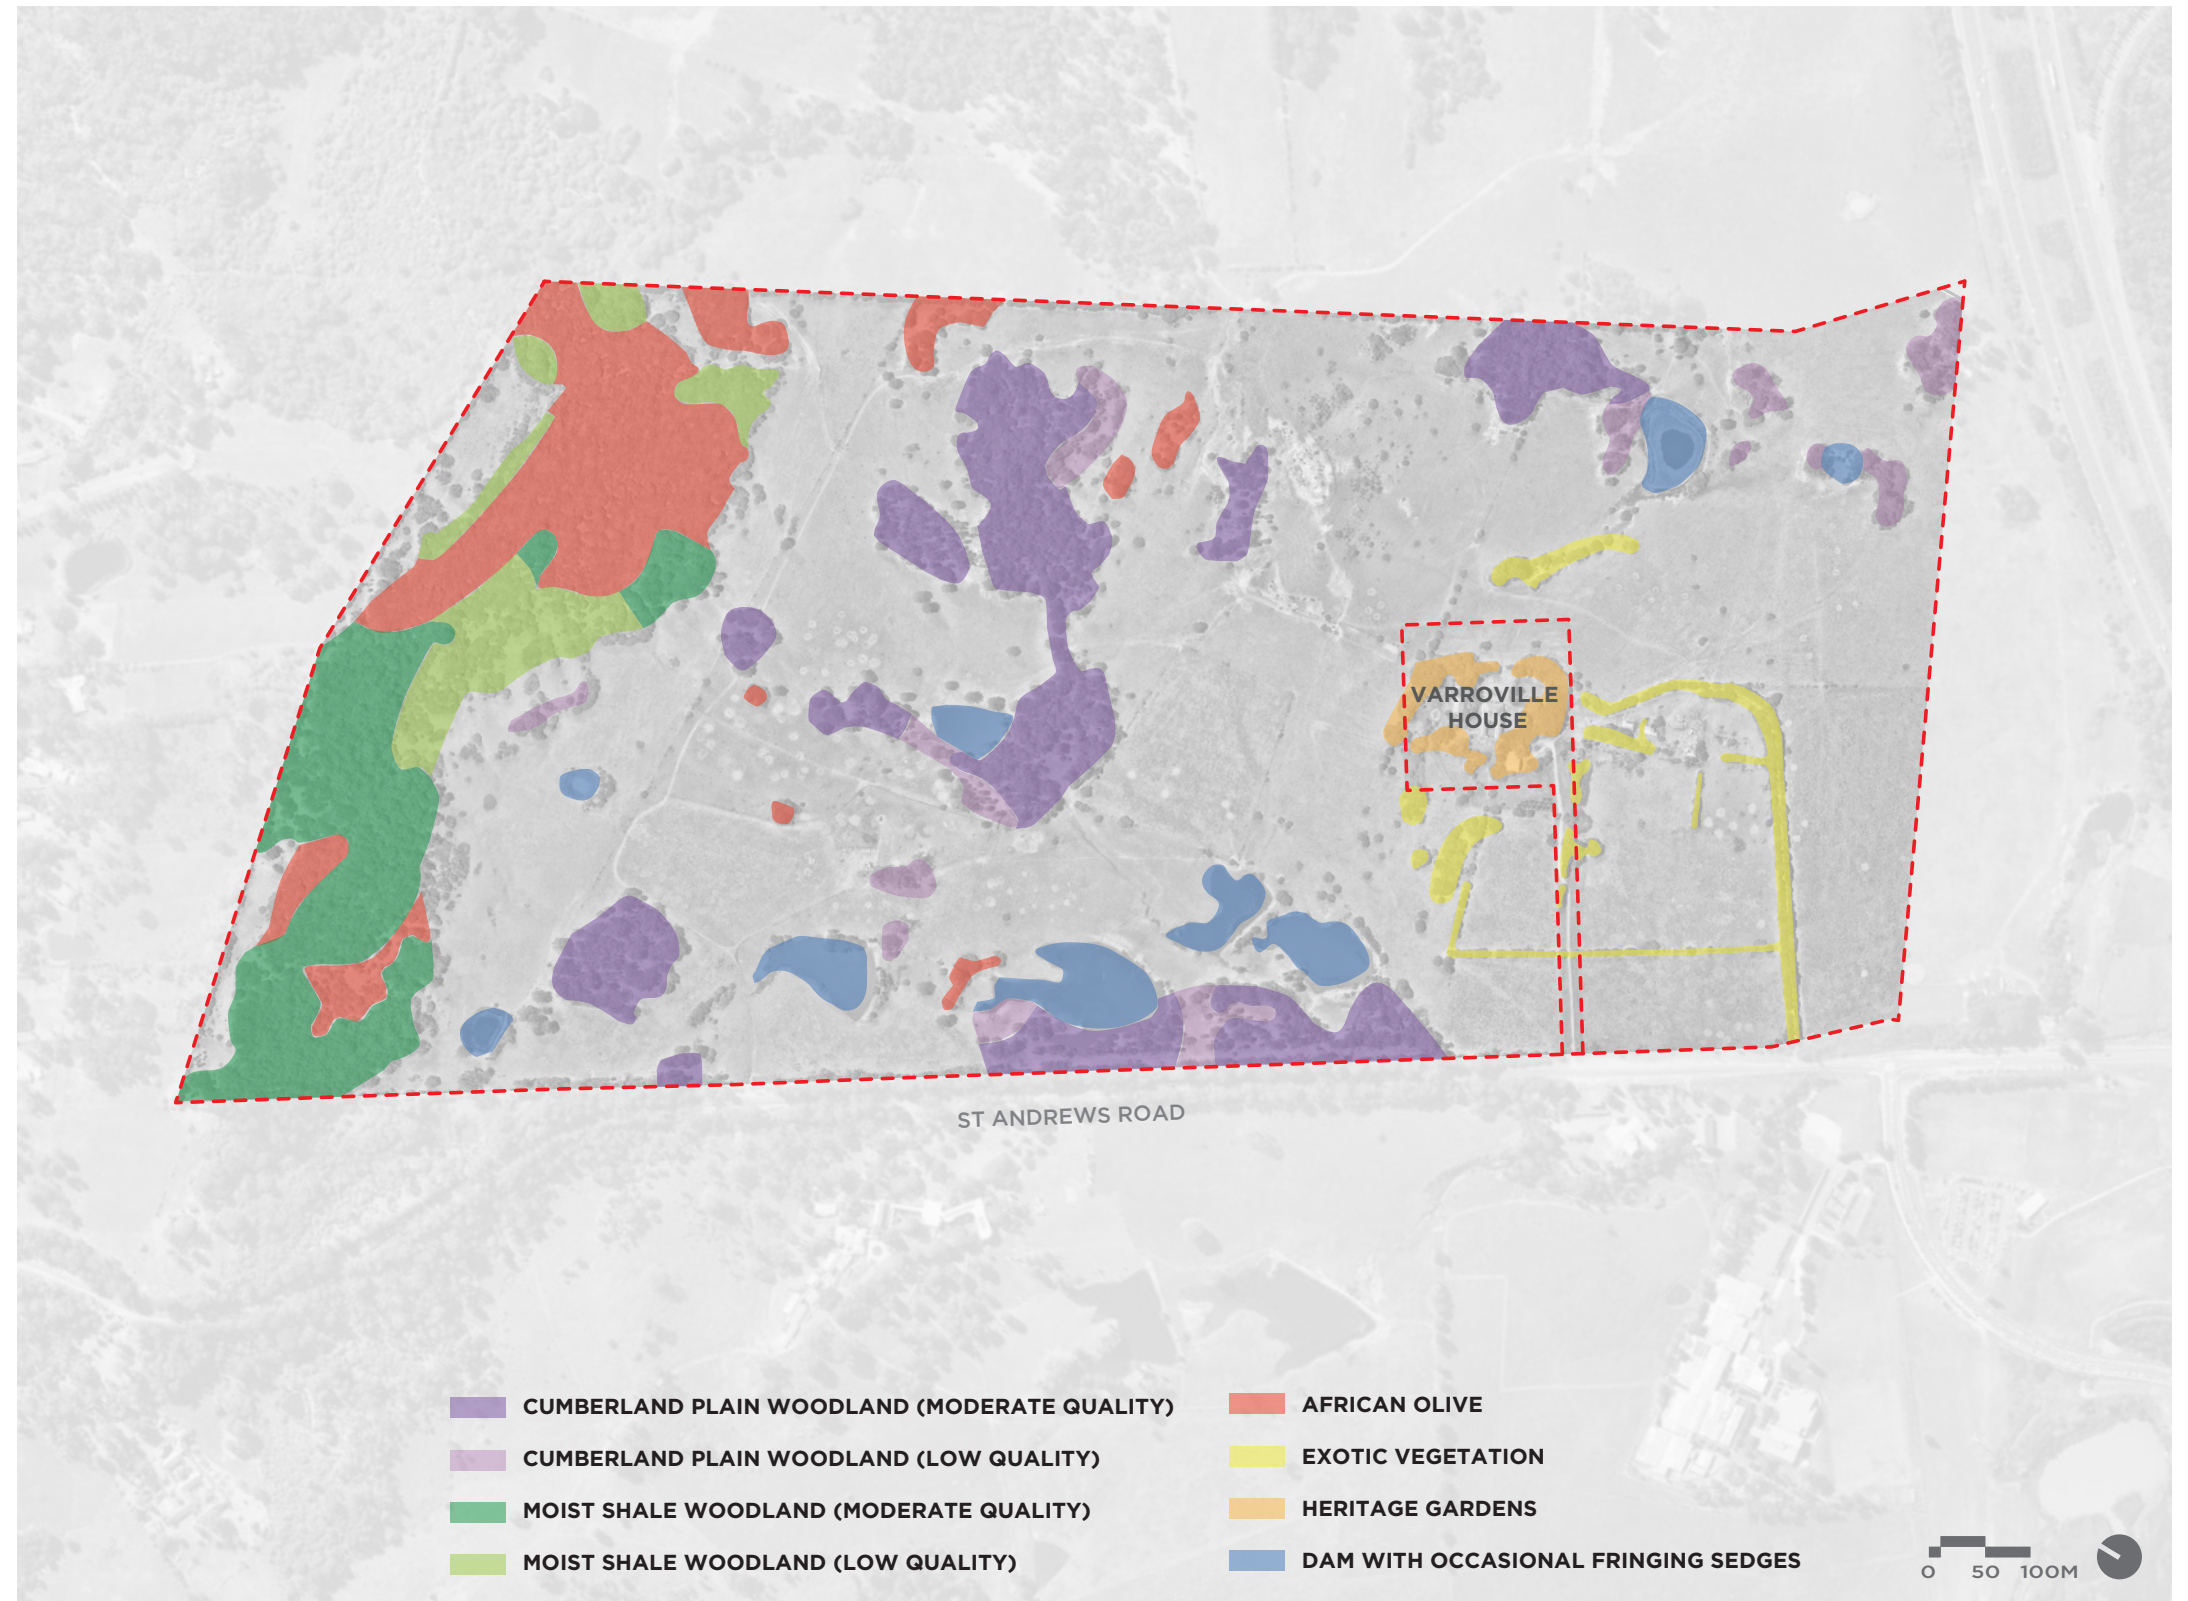 VARROVILLE
HOUSE
ST ANDREWS ROAD
CUMBERLAND PLAIN WOODLAND (MODERATE QUALITY)
CUMBERLAND PLAIN WOODLAND (LOW QUALITY)
MOIST SHALE WOODLAND (MODERATE QUALITY)
MOIST SHALE WOODLAND (LOW QUALITY)
AFRICAN OLIVE
EXOTIC VEGETATION
HERITAGE GARDENS
DAM WITH OCCASIONAL FRINGING SEDGES
0 50 100M